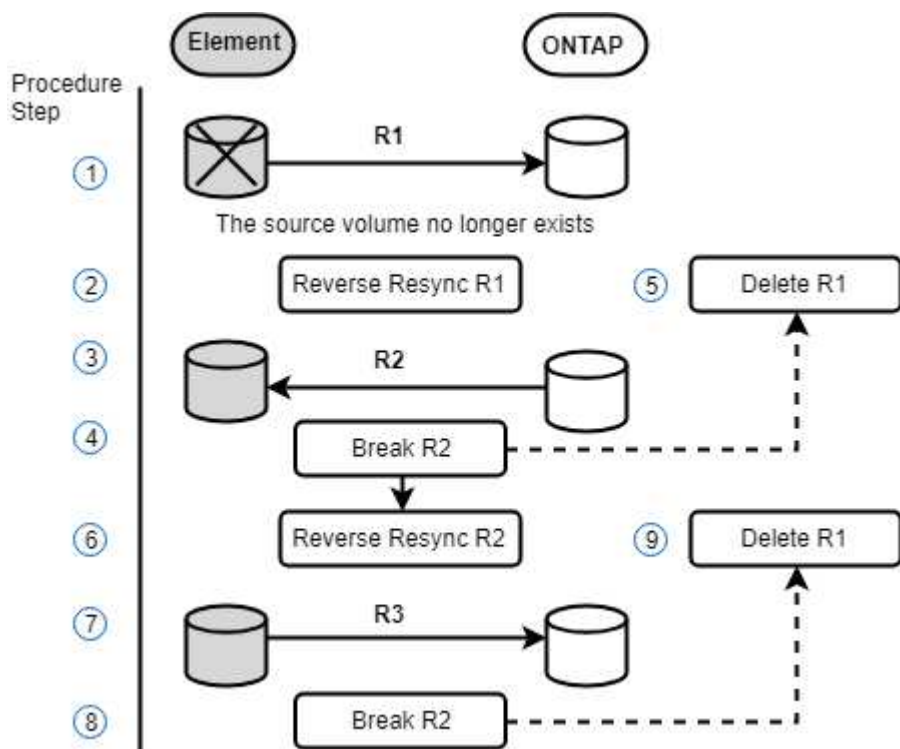 Element
ONTAP
Procedure
Step
R1
1
The source volume no longer exists
2
Reverse Resync R1
5
Delete R1
3
R2
4
Break R2
6
Reverse Resync R2
9
Delete R1
7
R3
8
Break R2